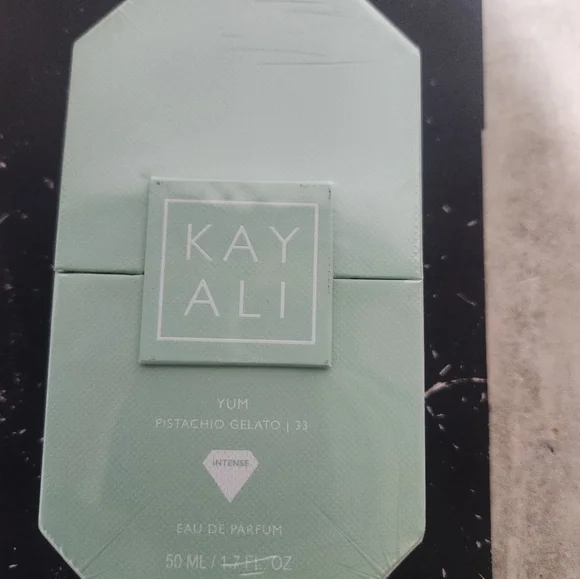 KAY
ALI
YUM
PISTACHIO GELATO | 33
INTENSE
EAU DE PARFUM
50 ML / 1.7 FL. OZ